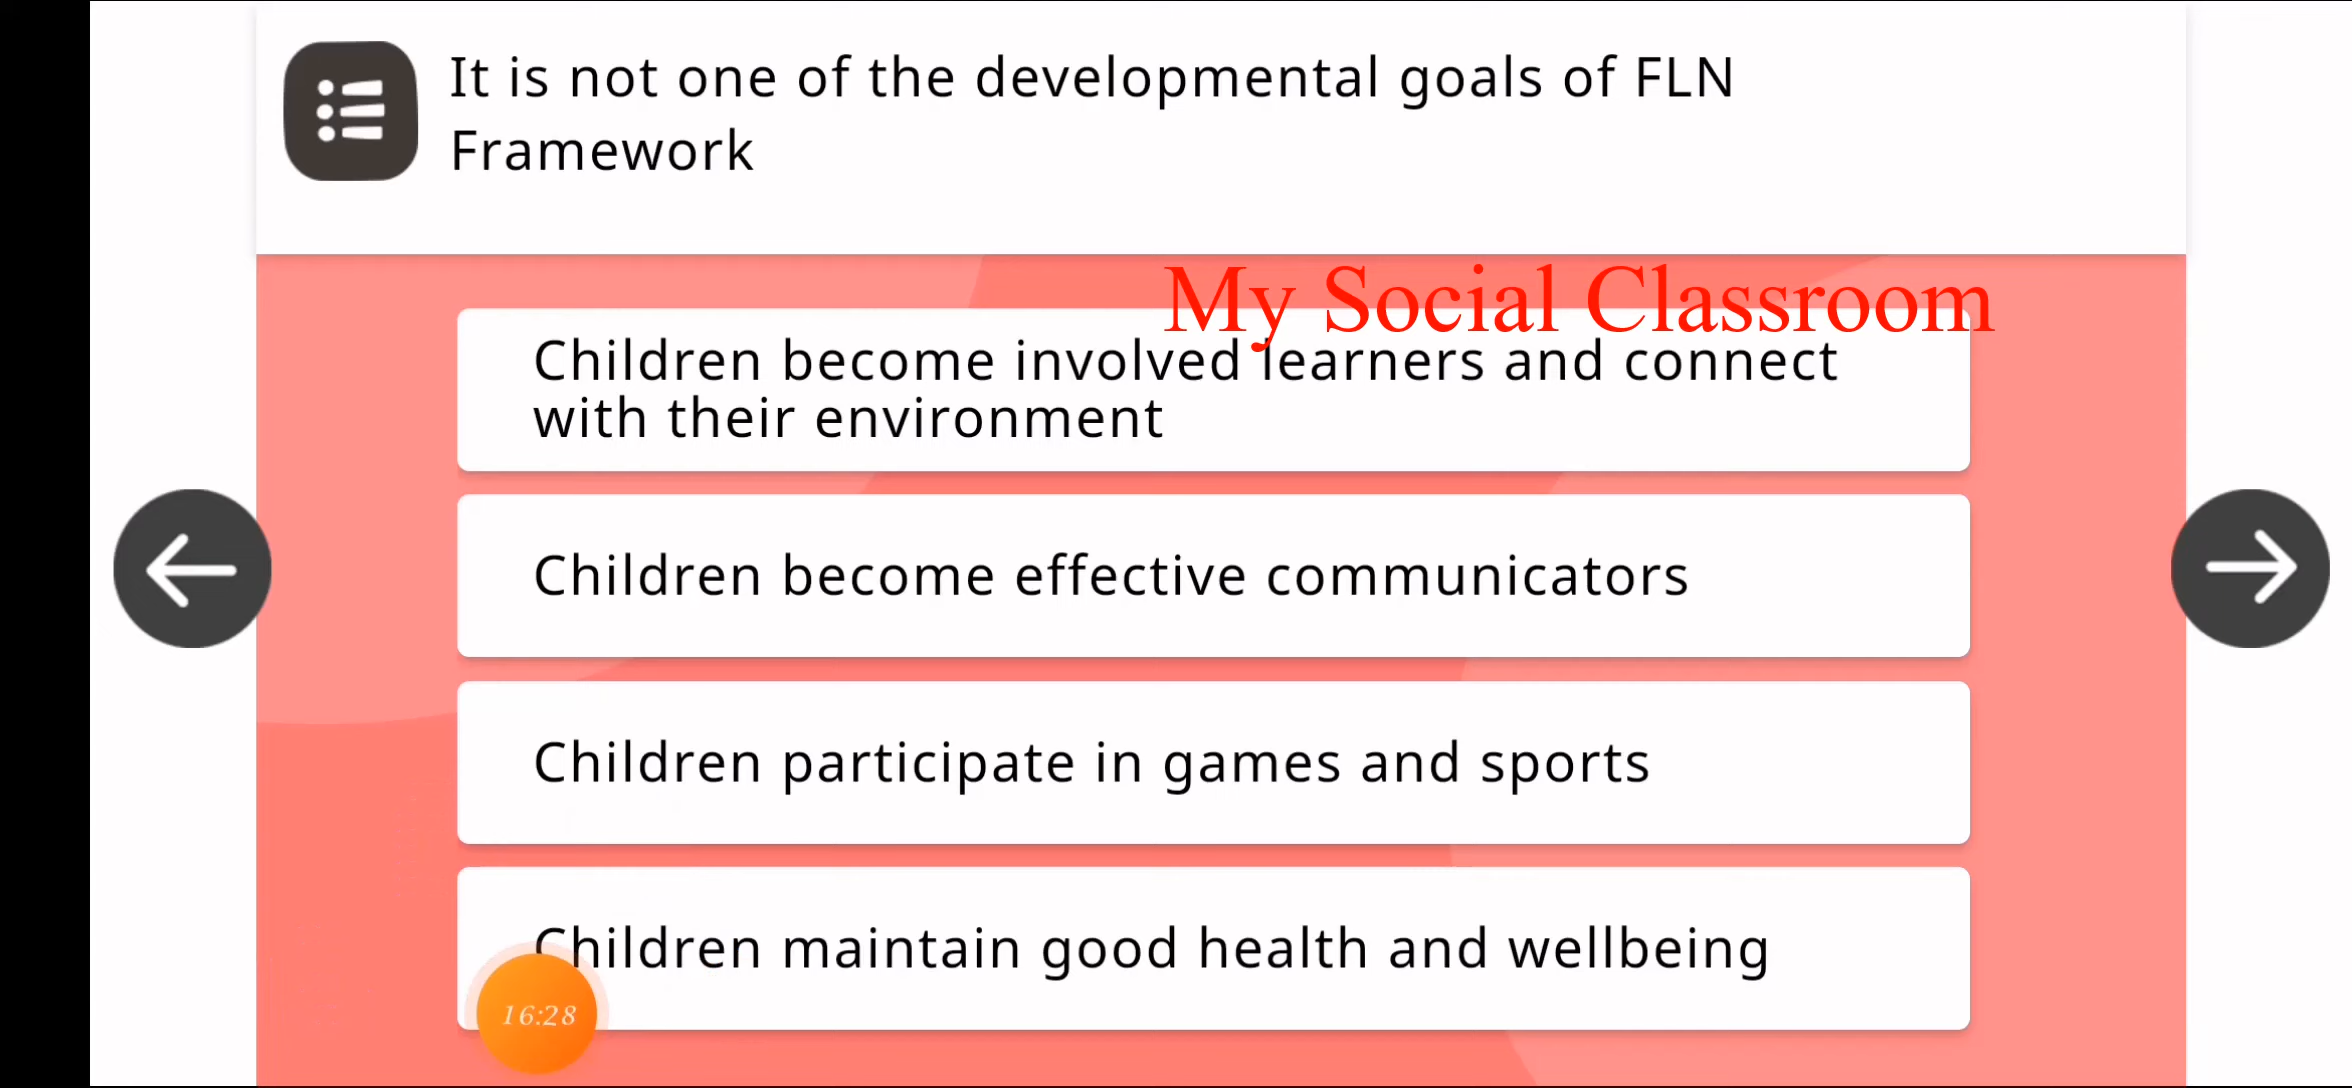 It is not one of the developmental goals of FLN
Framework
My Social Classroom
Children become involved learners and connect
with their environment
Children become effective communicators
Children participate in games and sports
Children maintain good health and wellbeing
16:28